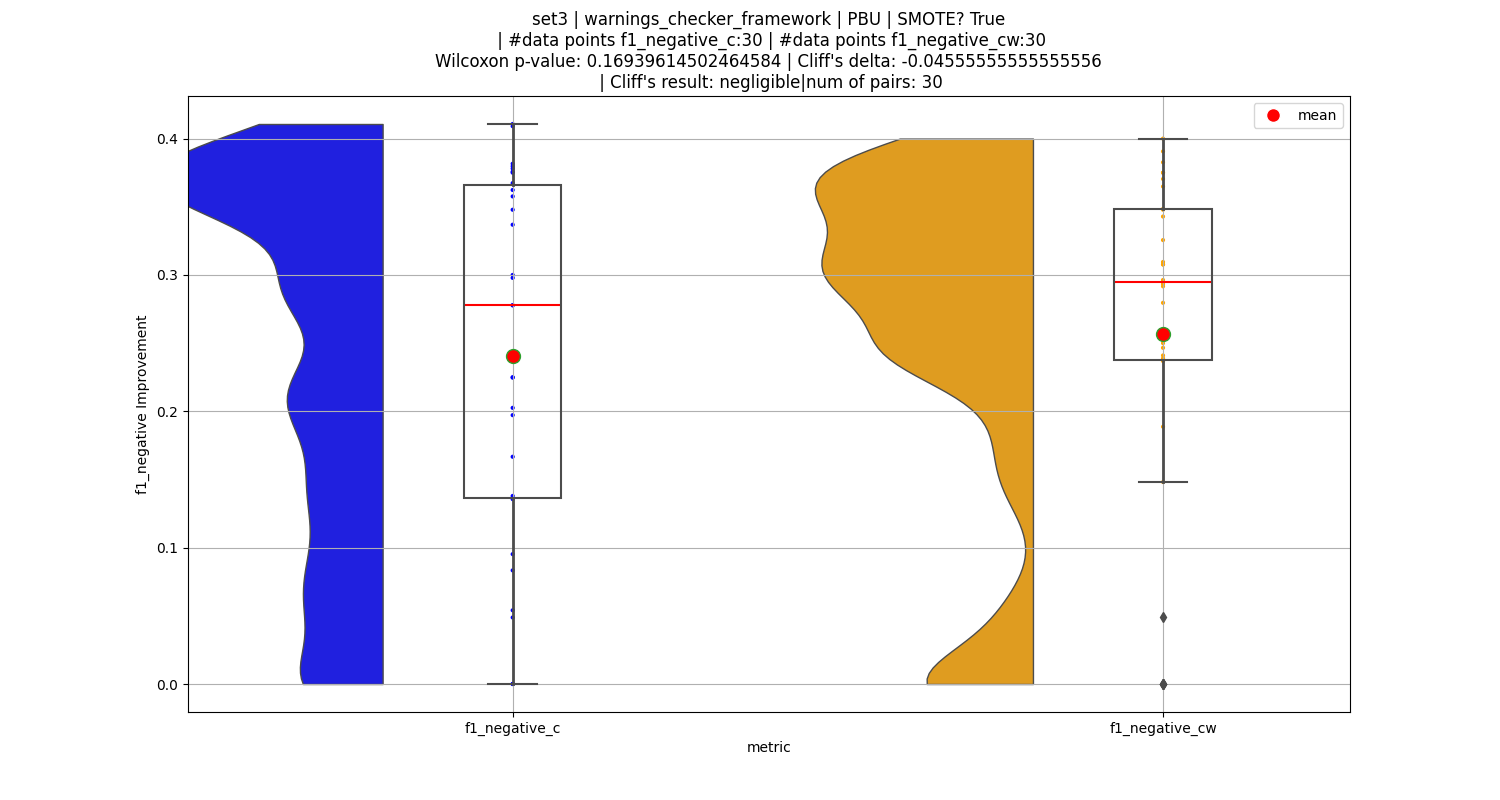 set3 | warnings_checker_framework | PBU | SMOTE? True
| #data points f1_negative_c:30 | #data points f1_negative_cw:30
Wilcoxon p-value: 0.16939614502464584 | Cliff's delta: -0.04555555555555556
| Cliff's result: negligible|num of pairs: 30
mean
0.4
0.3
0.2
0.1
0.0
f1_negative Improvement
f1_negative_c
f1_negative_cw
metric